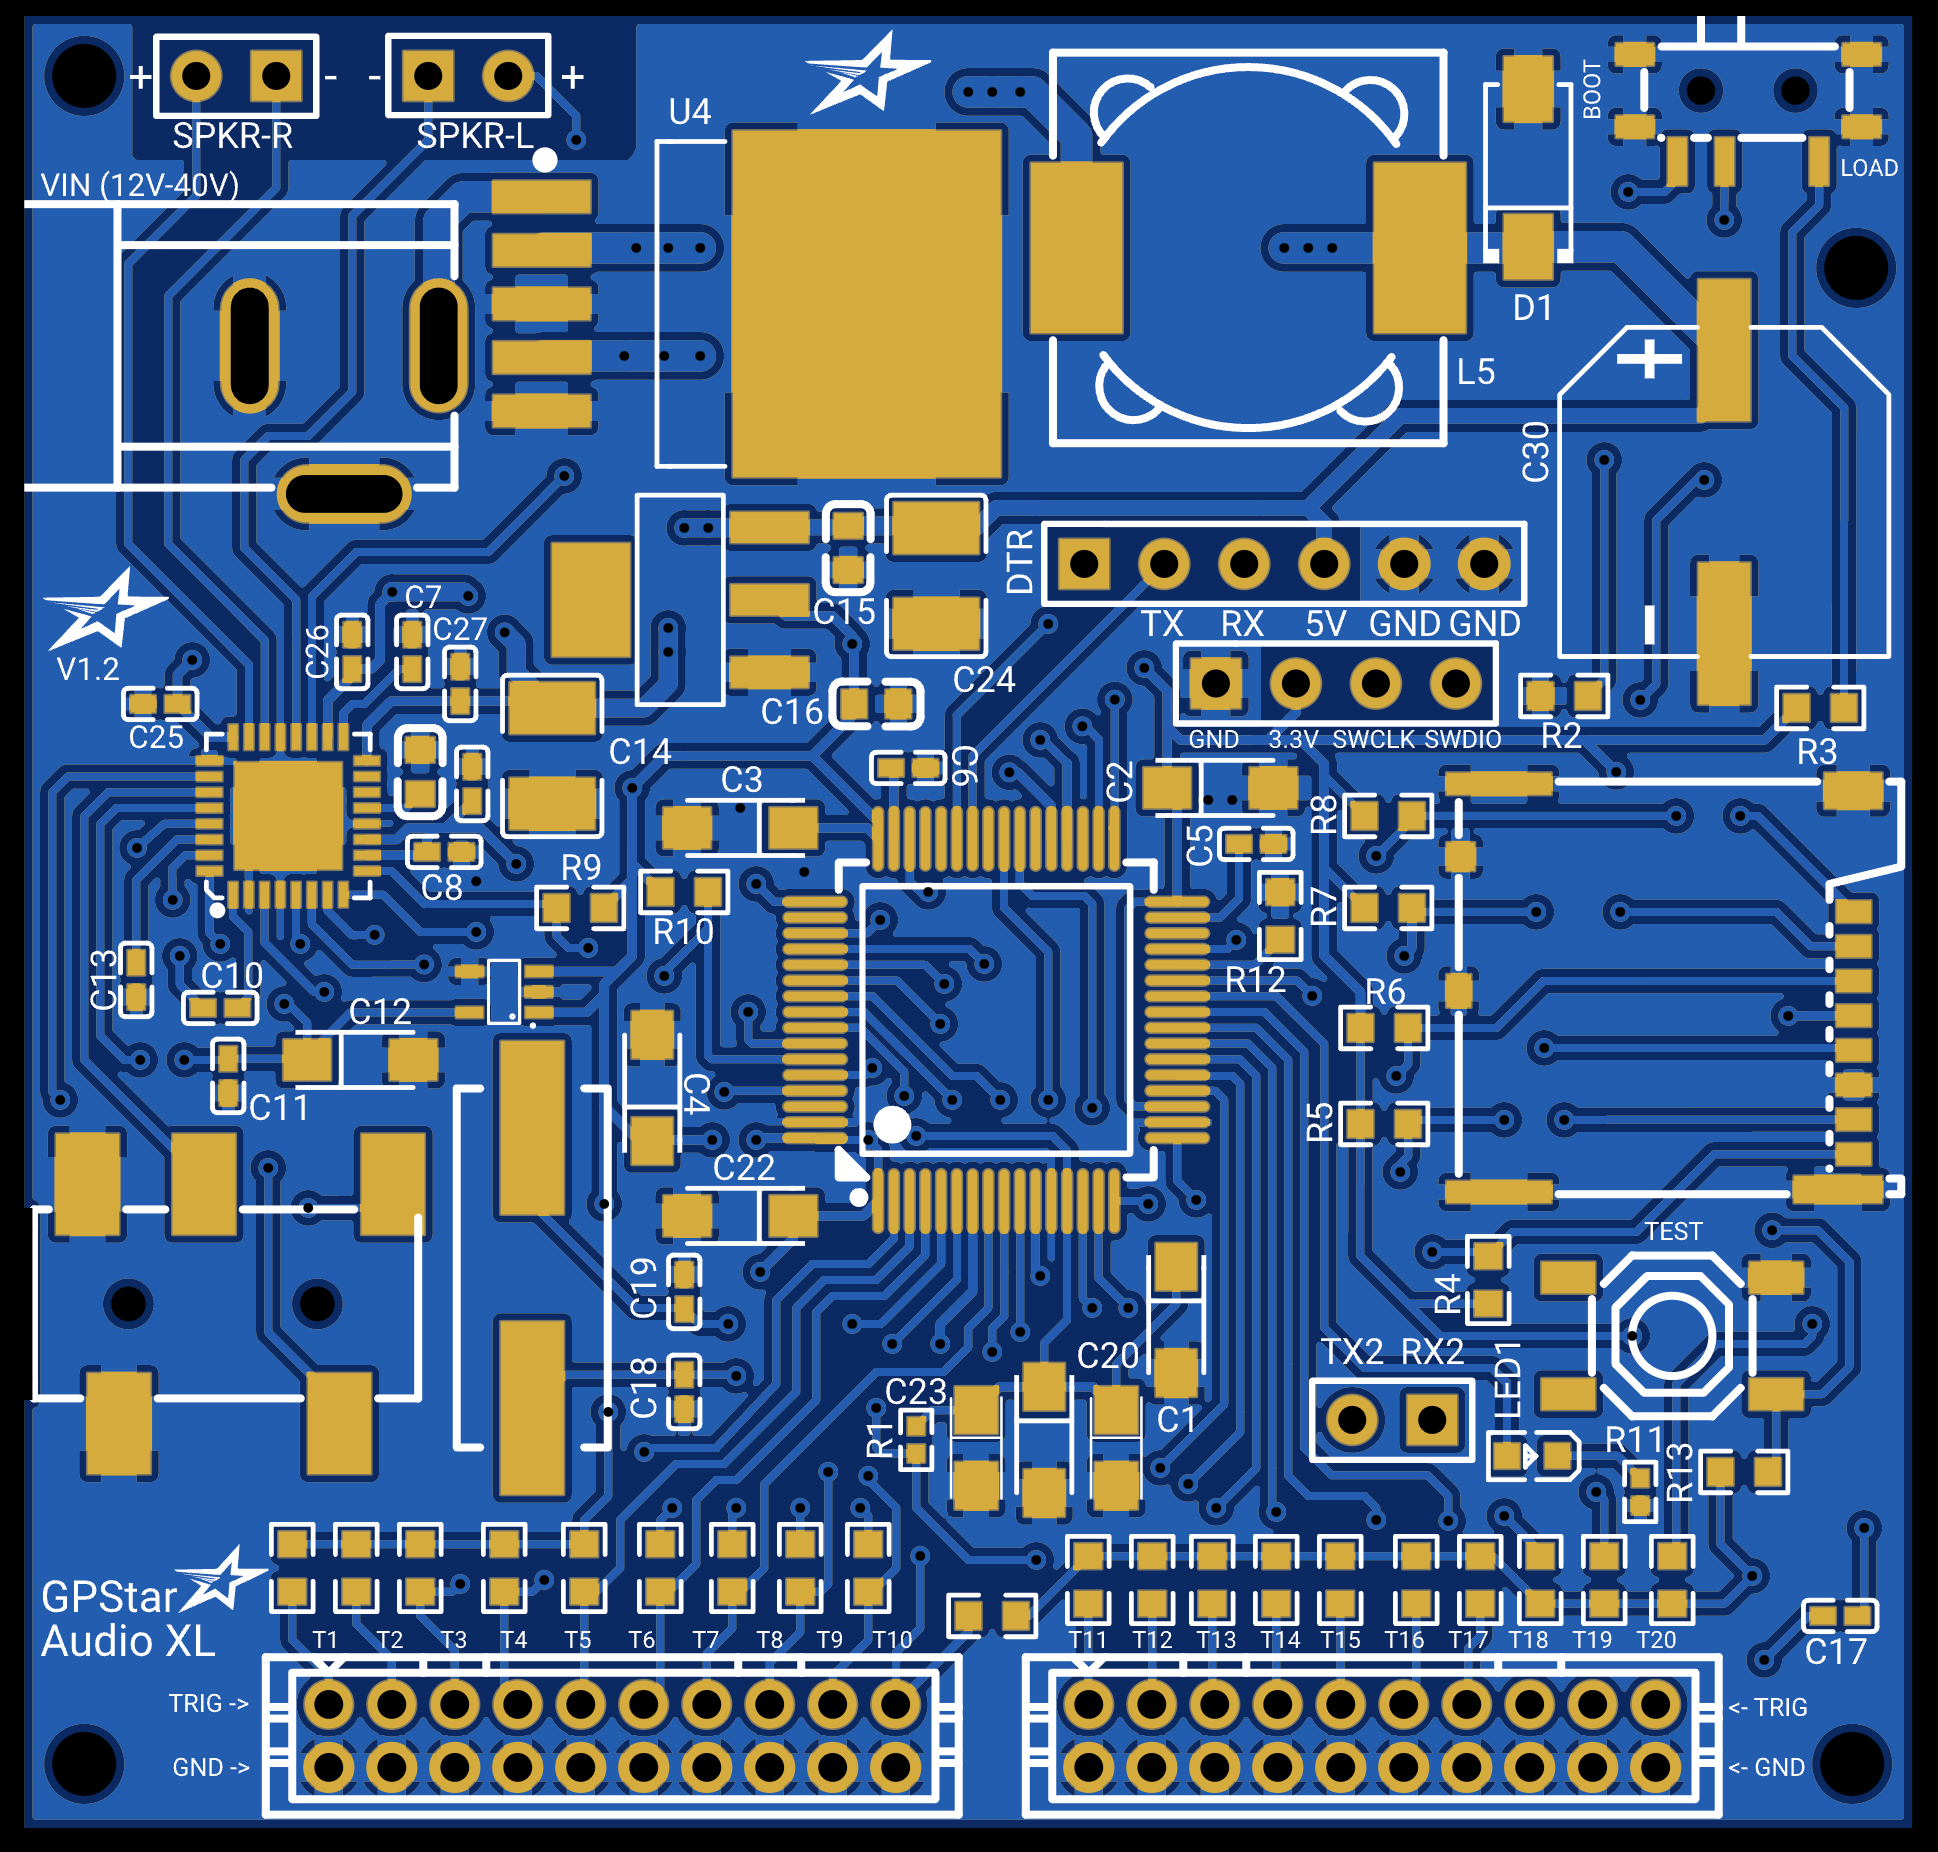 + - - +
SPKR-R SPKR-L
U4
BOOT
LOAD
VIN (12V-40V)
D1
L5
+
C30
DTR
TX RX 5V GND GND
C7
C27
C26
C15
C24
C16
V1.2
C25
GND 3.3V SWCLK SWDIO
R2
R3
C14
C3
C6
C2
R8
C5
C8
R9
R10
R7
R12
C13
C10
C12
R6
C11
C4
R5
C22
TEST
C19
R4
TX2 RX2
LED1
C20
C18
C23
R1
C1
R11
R13
GPStar
Audio XL
T1 T2 T3 T4 T5 T6 T7 T8 T9 T10
T11 T12 T13 T14 T15 T16 T17 T18 T19 T20
C17
TRIG ->
<- TRIG
GND ->
<- GND